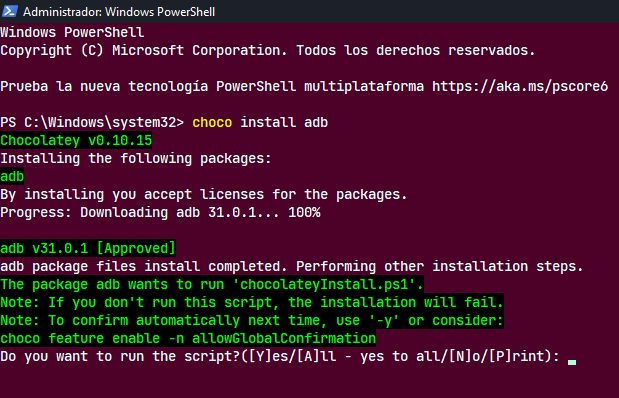 Administrador: Windows PowerShell
Windows PowerShell
Copyright (C) Microsoft Corporation. Todos los derechos reservados.
Prueba la nueva tecnología PowerShell multiplataforma https://aka.ms/pscore6
PS C:\Windows\system32> choco install adb
Chocolatey v0.10.15
Installing the following packages:
adb
By installing you accept licenses for the packages.
Progress: Downloading adb 31.0.1... 100%
adb v31.0.1 [Approved]
adb package files install completed. Performing other installation steps.
The package adb wants to run 'chocolateyInstall.ps1'.
Note: If you don't run this script, the installation will fail.
Note: To confirm automatically next time, use '-y' or consider:
choco feature enable -n allowGlobalConfirmation
Do you want to run the script?([Y]es/[A]ll - yes to all/[N]o/[P]rint):